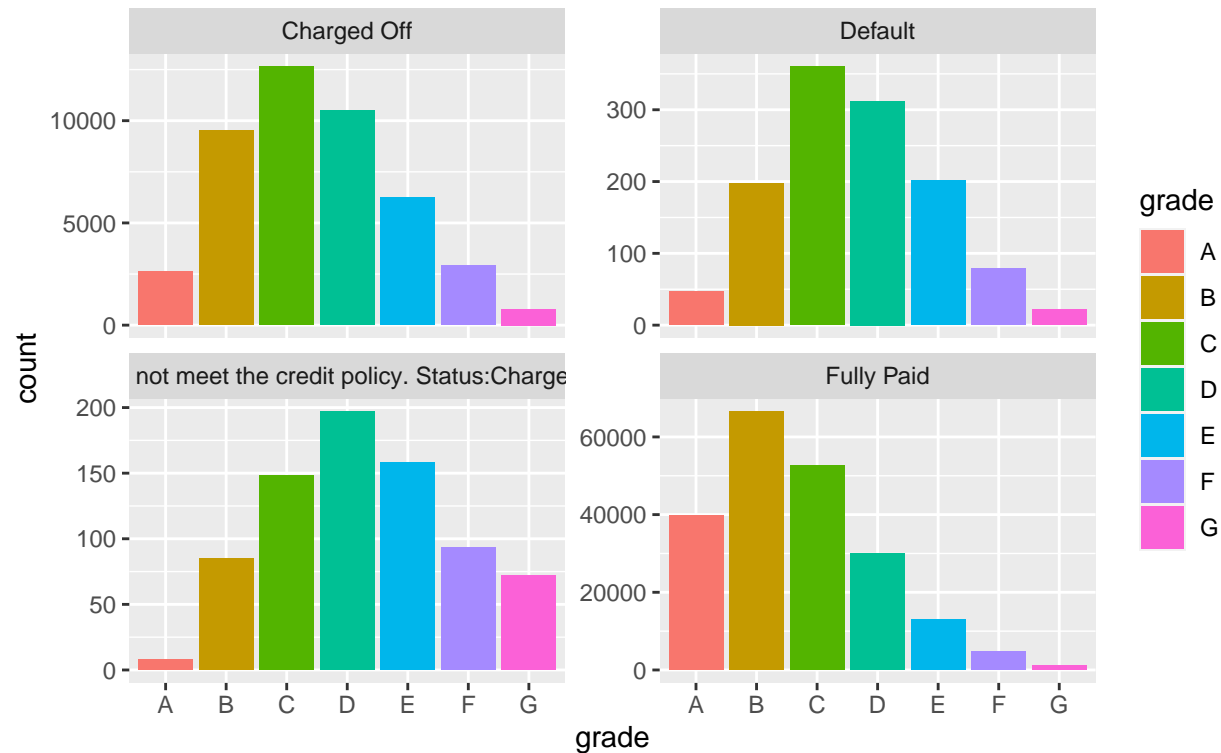 Charged Off
Default
10000
5000
0
300
200
100
0
not meet the credit policy. Status:Charge
Fully Paid
200
150
100
50
0
60000
40000
20000
0
A B C D E F G
A B C D E F G
grade
count
grade
A
B
C
D
E
F
G